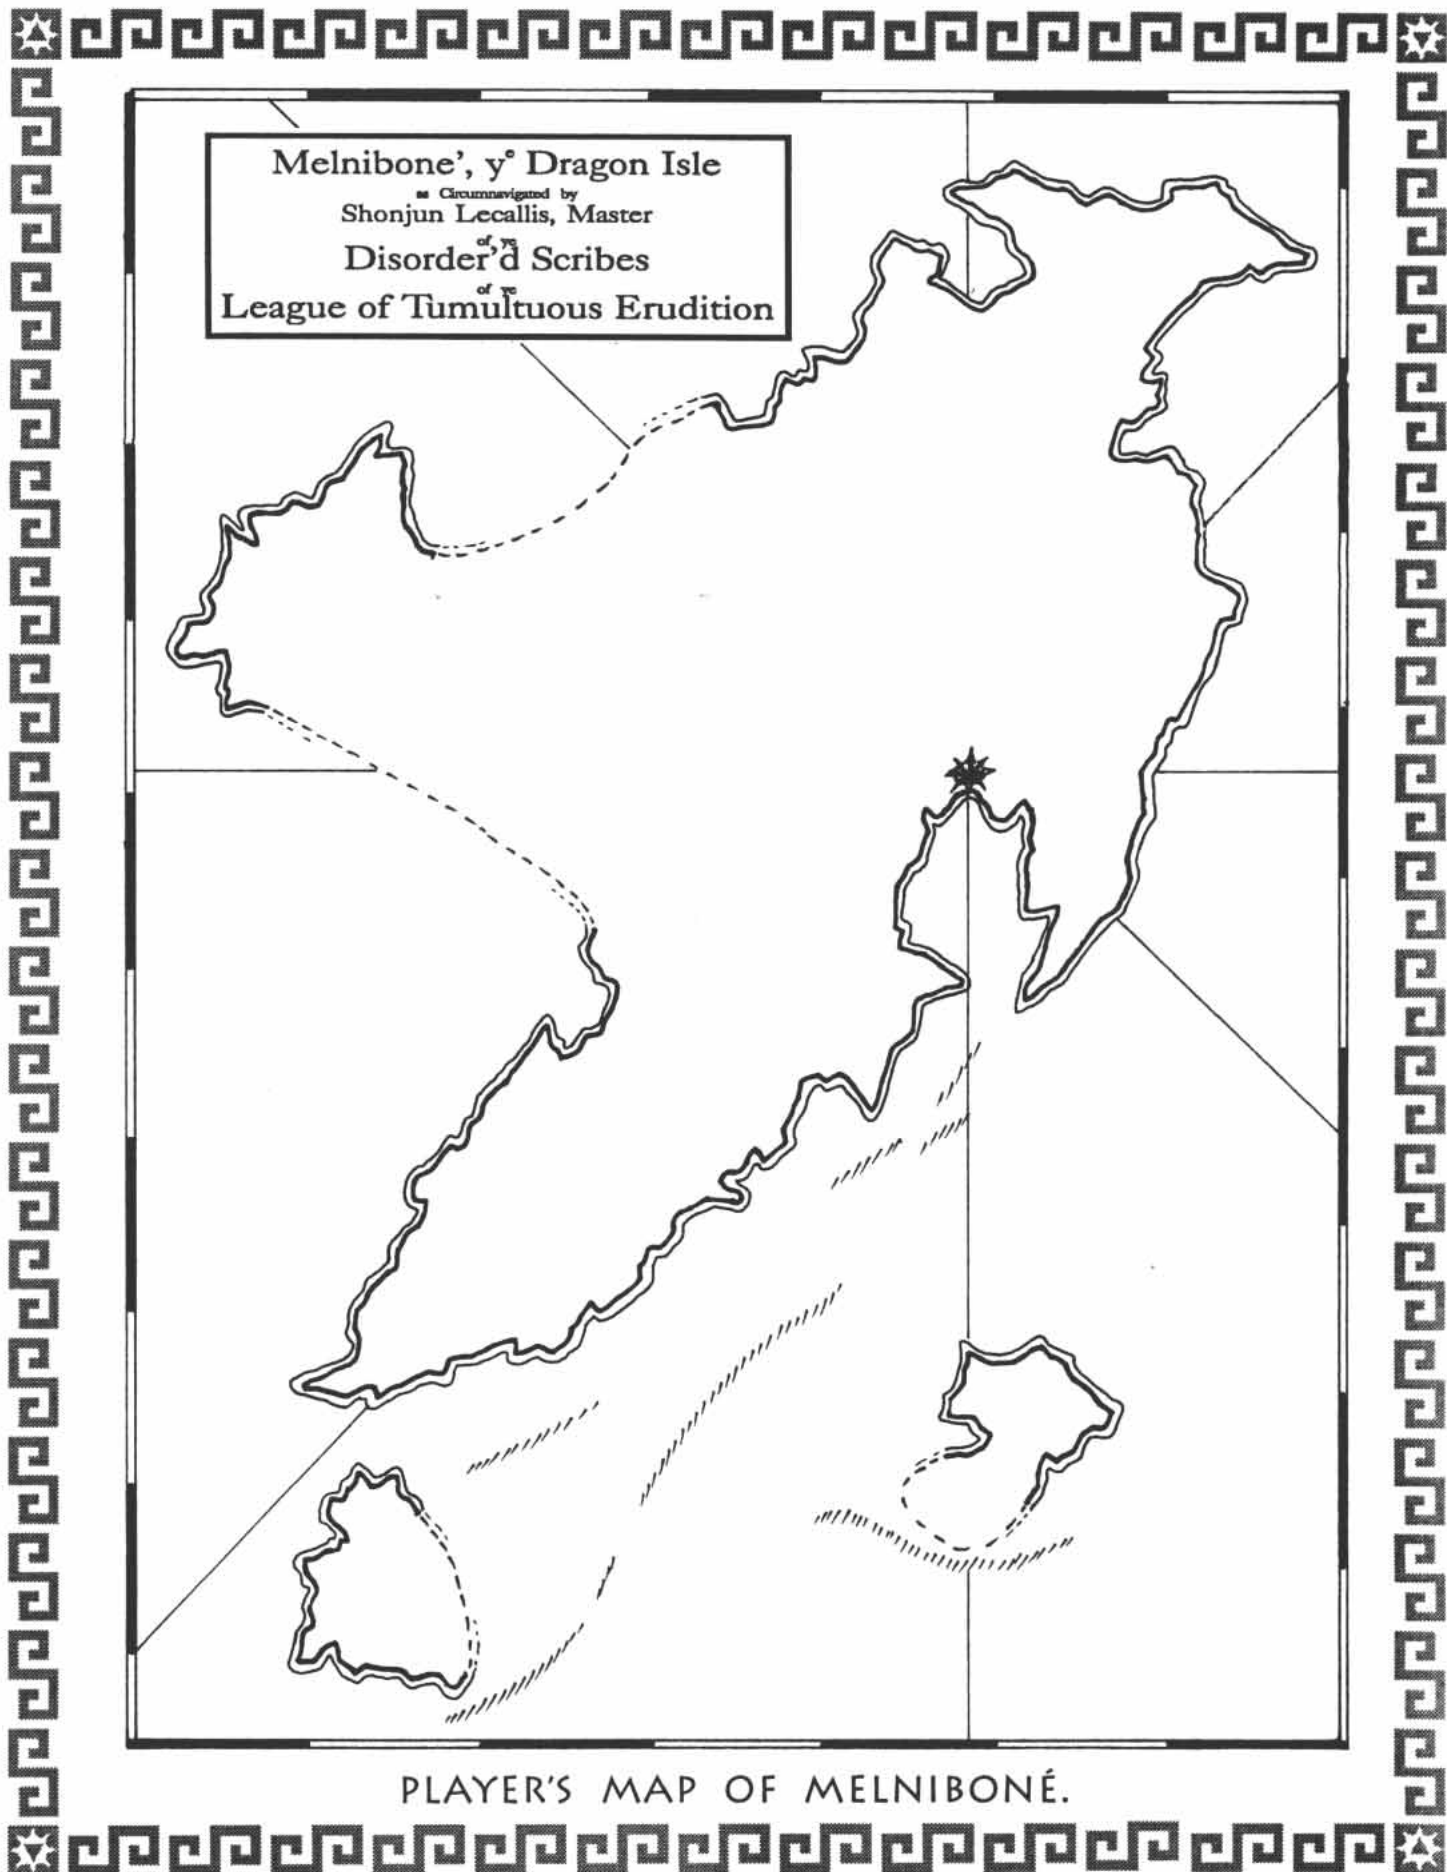 Melnibone', yᵉ Dragon Isle
as Circumnavigated by
Shonjun Lecallis, Master
of ye
Disorder'd Scribes
of ye
League of Tumultuous Erudition
PLAYER'S MAP OF MELNIBONÉ.